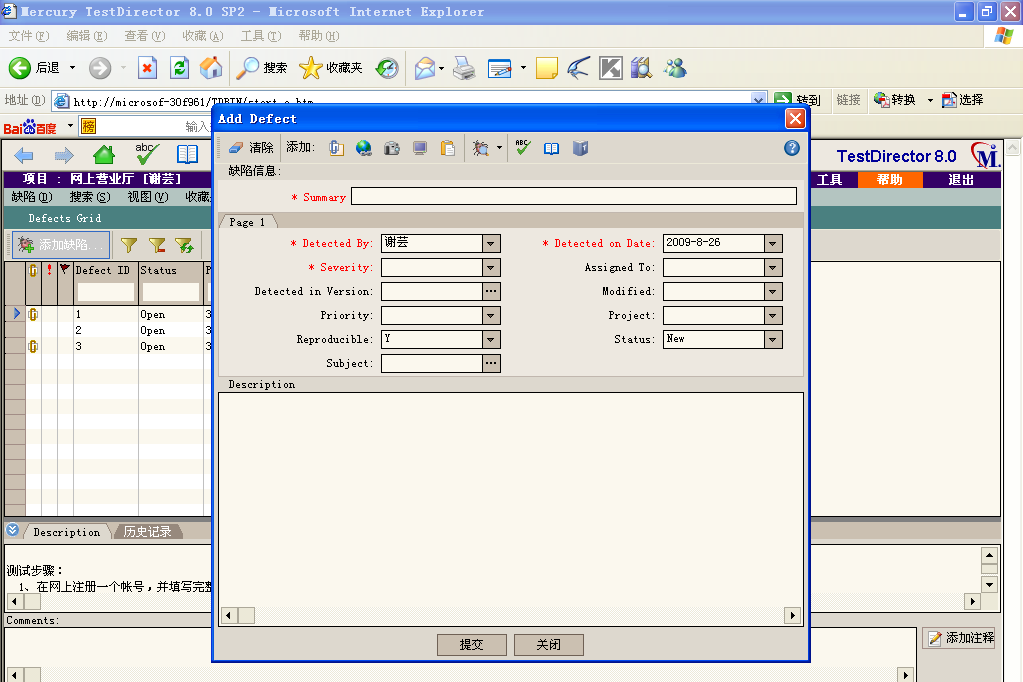 Mercury TestDirector 8.0 SP2 - Microsoft Internet Explorer
文件(F) 编辑(E) 查看(V) 收藏(A) 工具(T) 帮助(H)
后退 搜索 收藏夹
地址(D) http://microsof-30f961/TDBIN/start_a.htm 转到 链接 转换 选择
Bai百度 榜 输入
Add Defect
清除 添加:
TestDirector 8.0
项目 : 网上营业厅 [谢芸] 工具 帮助 退出
缺陷信息:
缺陷(D) 搜索(S) 视图(V) 收藏
* Summary
Defects Grid
Page 1
添加缺陷...
* Detected By: 谢芸 * Detected on Date: 2009-8-26
* Severity: Assigned To:
Defect ID Status P
Detected in Version: Modified:
1 Open 3
Priority: Project:
2 Open 3
Reproducible: Y Status: New
3 Open 3
Subject:
Description
Description 历史记录
测试步骤：
1、在网上注册一个帐号，并填写完整
Comments:
添加注释
提交 关闭